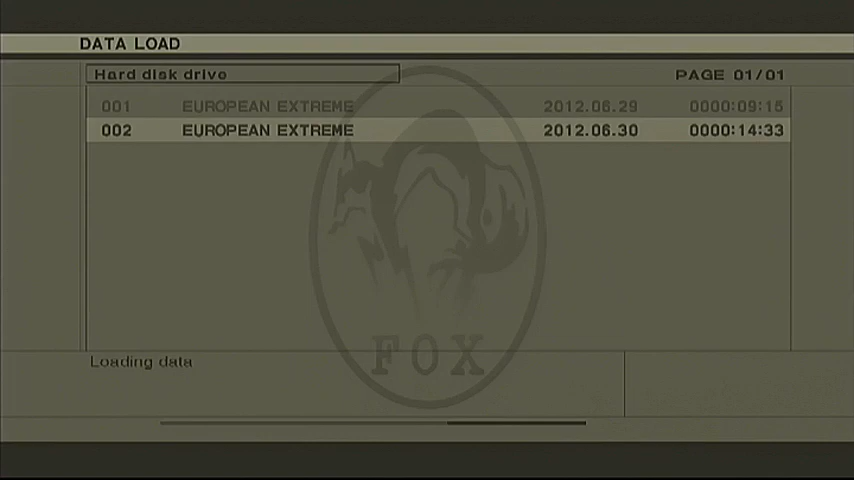 DATA LOAD
Hard disk drive PAGE 01/01
001 EUROPEAN EXTREME 2012.06.29 0000:09:15
002 EUROPEAN EXTREME 2012.06.30 0000:14:33
FOX
Loading data